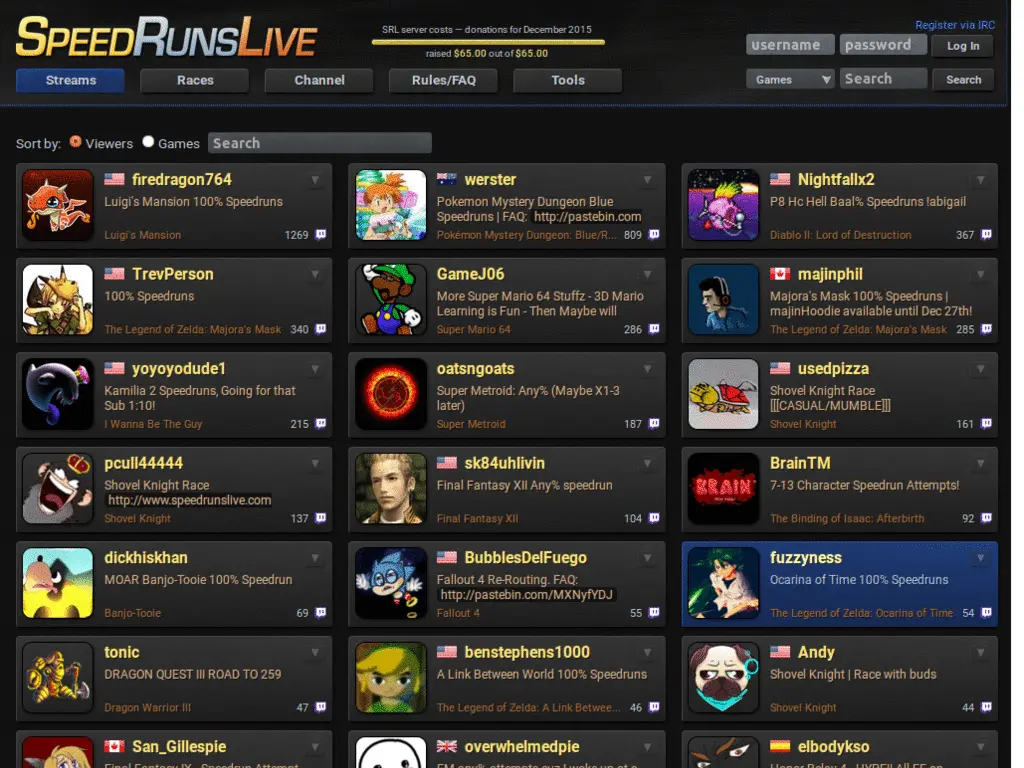 SPEEDRUNSLIVE
SRL server costs — donations for December 2015
raised $65.00 out of $65.00
Register via IRC
username password Log In
Streams Races Channel Rules/FAQ Tools
Games Search Search
Sort by: Viewers Games Search
firedragon764
Luigi's Mansion 100% Speedruns
Luigi's Mansion 1269
werster
Pokemon Mystery Dungeon Blue
Speedruns | FAQ: http://pastebin.com
Pokémon Mystery Dungeon: Blue/R... 809
Nightfallx2
P8 Hc Hell Baal% Speedruns !abigail
Diablo II: Lord of Destruction 367
TrevPerson
100% Speedruns
The Legend of Zelda: Majora's Mask 340
GameJ06
More Super Mario 64 Stuffz - 3D Mario
Learning is Fun - Then Maybe will
Super Mario 64 286
majinphil
Majora's Mask 100% Speedruns |
majinHoodie available until Dec 27th!
The Legend of Zelda: Majora's Mask 285
yoyoyodude1
Kamilia 2 Speedruns, Going for that
Sub 1:10!
I Wanna Be The Guy 215
oatsngoats
Super Metroid: Any% (Maybe X1-3
later)
Super Metroid 187
usedpizza
Shovel Knight Race
[[[CASUAL/MUMBLE]]]
Shovel Knight 161
pcull44444
Shovel Knight Race
http://www.speedrunslive.com
Shovel Knight 137
sk84uhlivin
Final Fantasy XII Any% speedrun
Final Fantasy XII 104
BRAIN
BrainTM
7-13 Character Speedrun Attempts!
The Binding of Isaac: Afterbirth 92
dickhiskhan
MOAR Banjo-Tooie 100% Speedrun
Banjo-Tooie 69
BubblesDelFuego
Fallout 4 Re-Routing. FAQ:
http://pastebin.com/MXNyfYDJ
Fallout 4 55
fuzzyness
Ocarina of Time 100% Speedruns
The Legend of Zelda: Ocarina of Time 54
tonic
DRAGON QUEST III ROAD TO 259
Dragon Warrior III 47
benstephens1000
A Link Between World 100% Speedruns
The Legend of Zelda: A Link Betwee... 46
Andy
Shovel Knight | Race with buds
Shovel Knight 44
San_Gillespie
Final Fantasy IX - Speedrun Attempt
overwhelmedpie
elbodykso